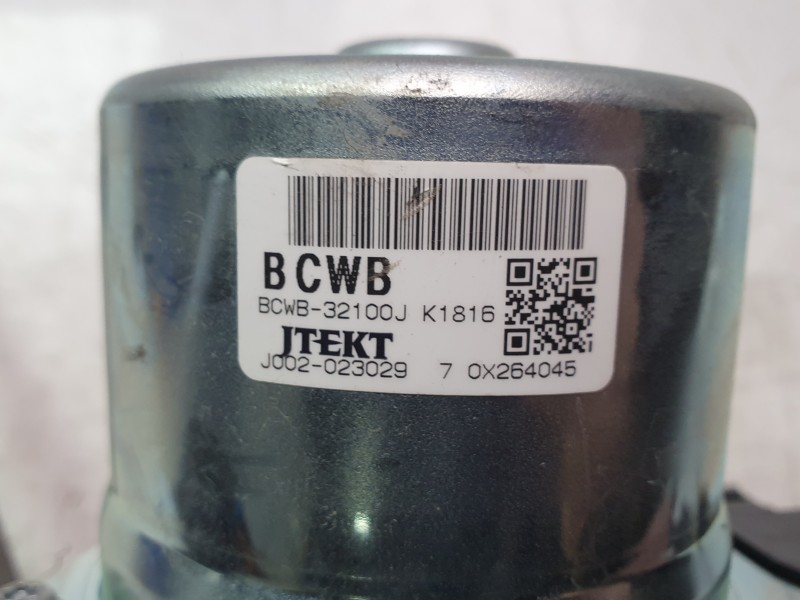 BCWB
BCWB-32100J K1816
JTEKT
J002-023029 7 0X264045